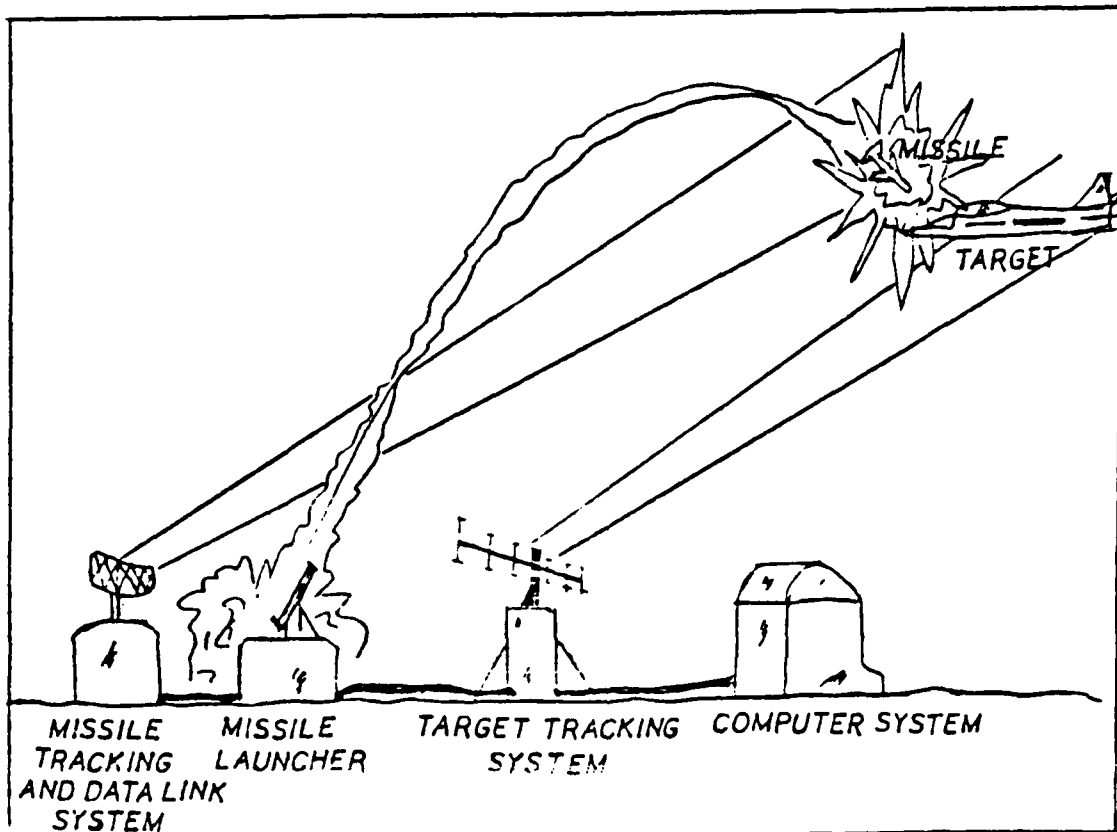 MISSILE
TARGET
MISSILE
TRACKING
AND DATA LINK
SYSTEM
MISSILE
LAUNCHER
TARGET TRACKING
SYSTEM
COMPUTER SYSTEM